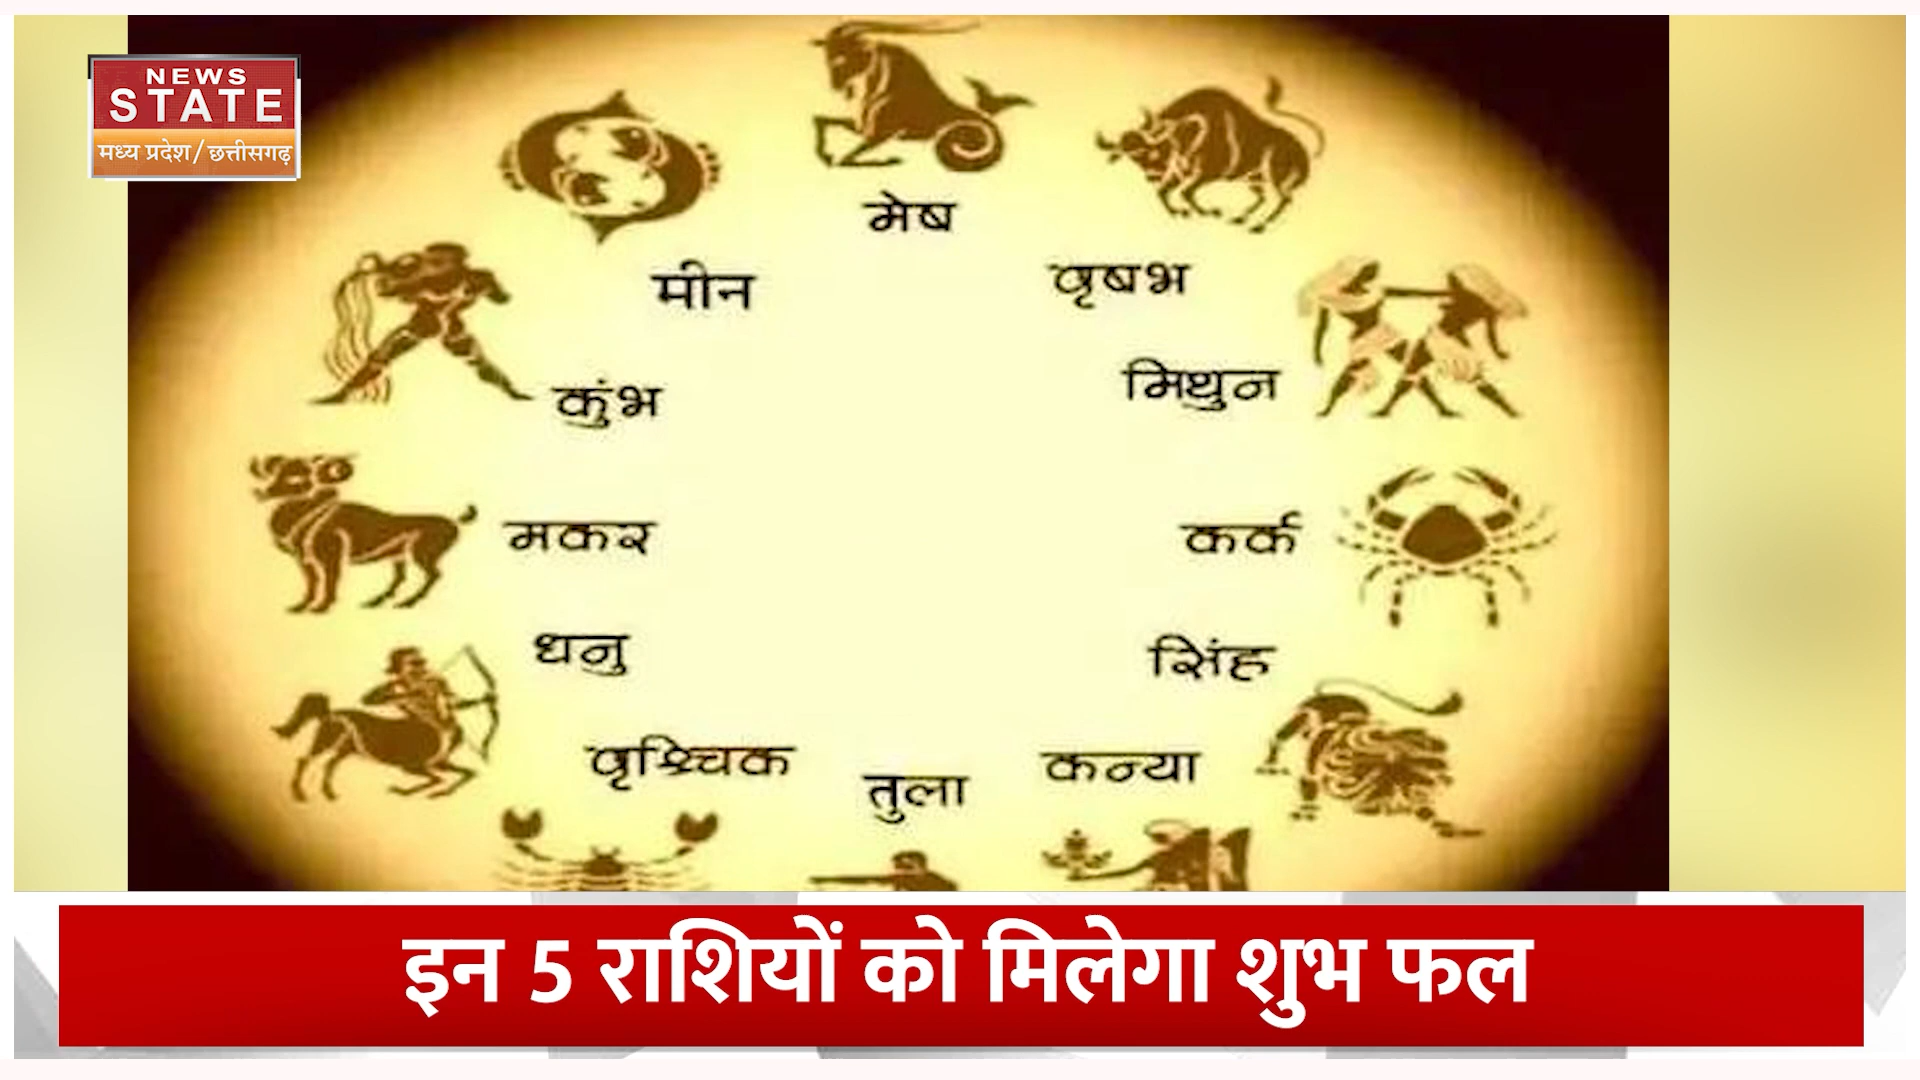 NEWS
STATE
मध्य प्रदेश/छत्तीसगढ़
मेष
मीन
वृषभ
मिथुन
कुंभ
मकर
कर्क
धनु
सिंह
वृश्चिक
तुला
कन्या
इन 5 राशियों को मिलेगा शुभ फल